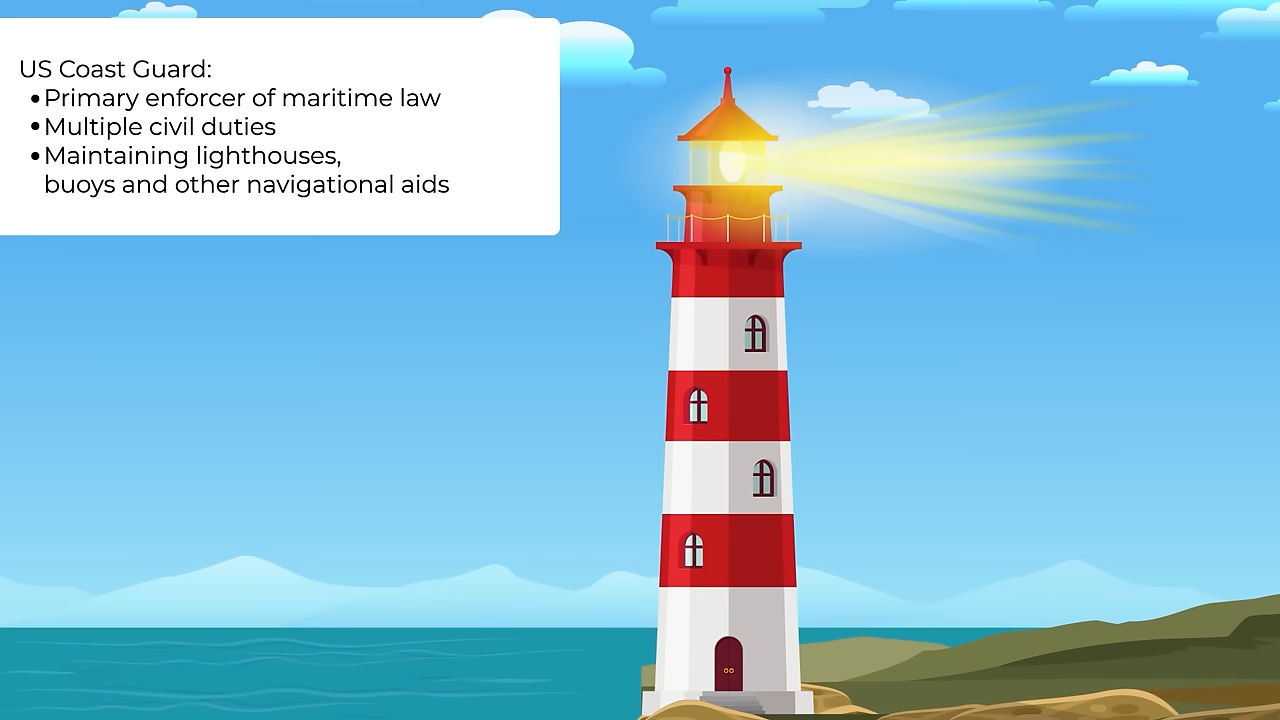 US Coast Guard:
•Primary enforcer of maritime law
•Multiple civil duties
•Maintaining lighthouses,
buoys and other navigational aids